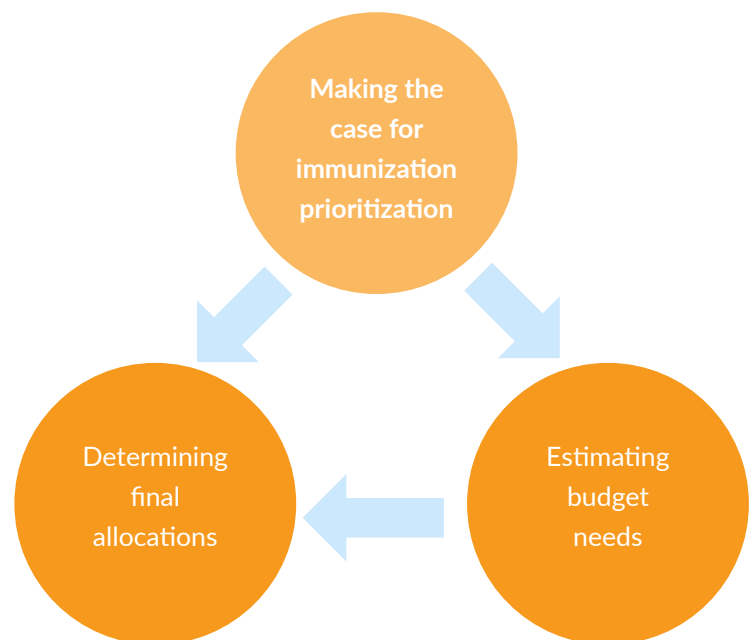 Making the
case for
immunization
prioritization
Determining
final
allocations
Estimating
budget
needs